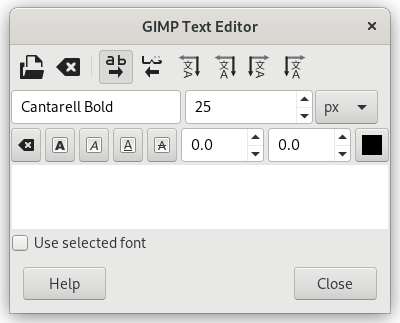 GIMP Text Editor
Cantarell Bold 25 px
0.0 0.0
Use selected font
Help Close